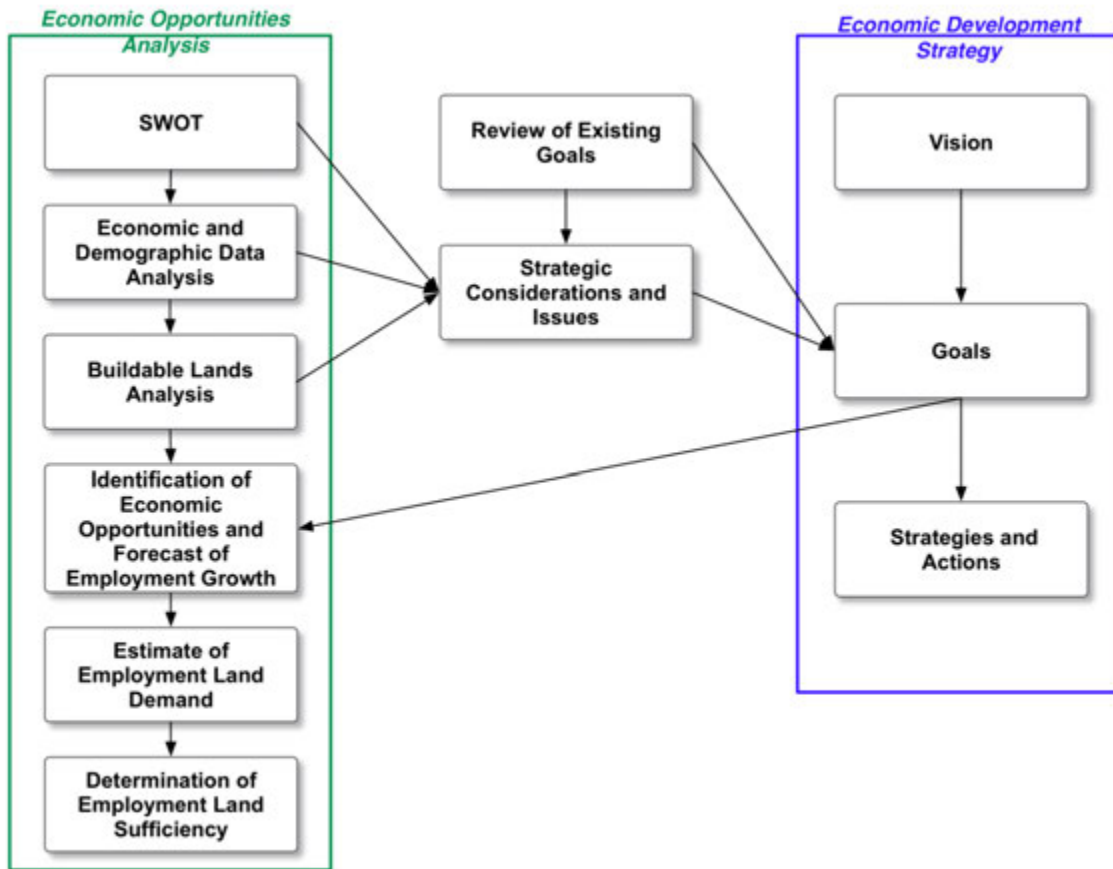 Economic Opportunities
Analysis
SWOT
Economic and
Demographic Data
Analysis
Buildable Lands
Analysis
Identification of
Economic
Opportunities and
Forecast of
Employment Growth
Estimate of
Employment Land
Demand
Determination of
Employment Land
Sufficiency
Review of Existing
Goals
Strategic
Considerations and
Issues
Economic Development
Strategy
Vision
Goals
Strategies and
Actions